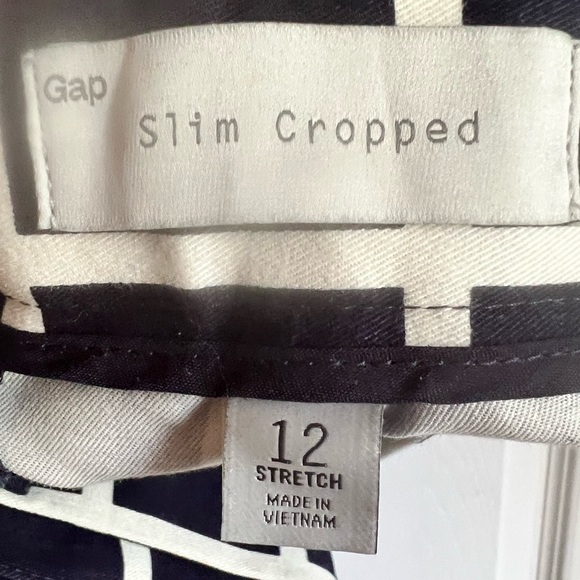 Gap
Slim Cropped
12
STRETCH
MADE IN
VIETNAM